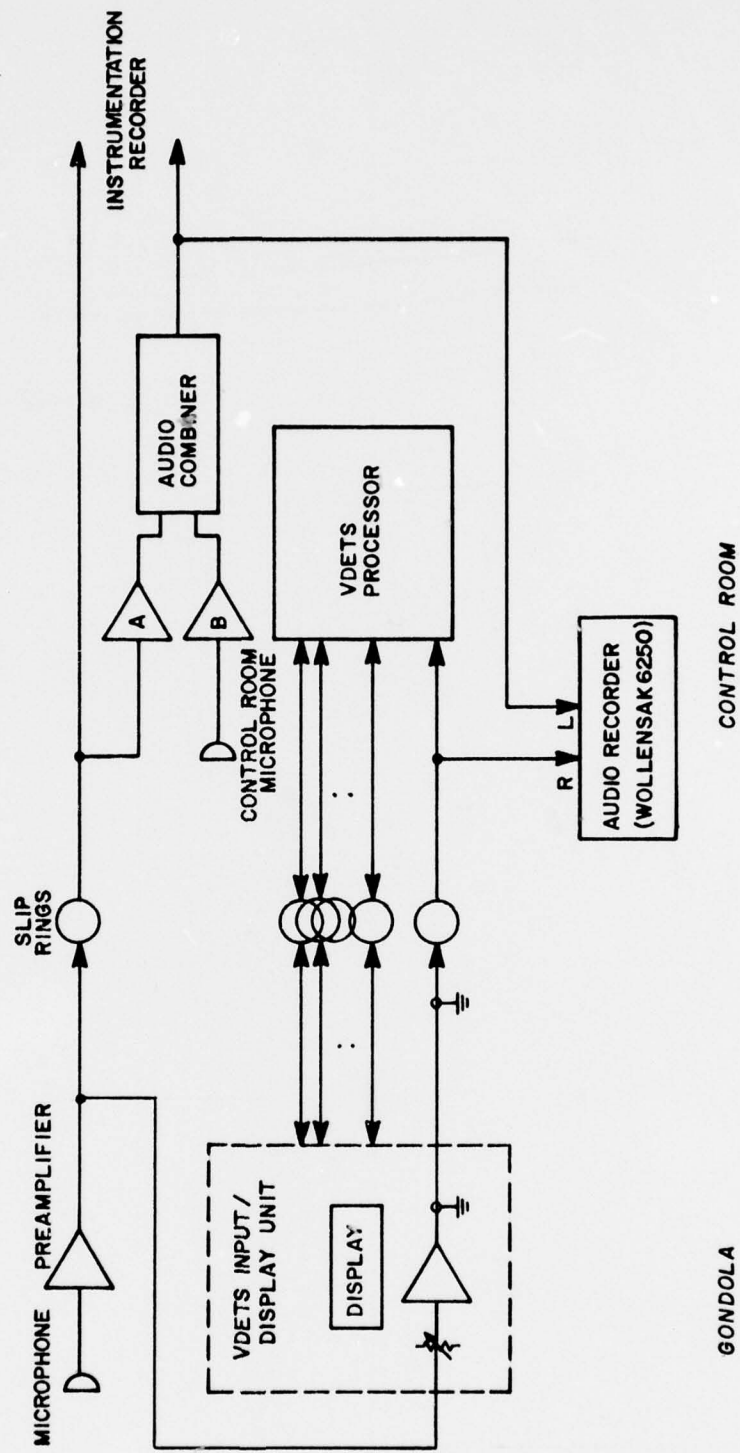 MICROPHONE
PREAMPLIFIER
SLIP
RINGS
INSTRUMENTATION
RECORDER
A
B
AUDIO
COMBINER
CONTROL ROOM
MICROPHONE
VDETS INPUT/
DISPLAY UNIT
DISPLAY
VDETS
PROCESSOR
R
L
AUDIO RECORDER
(WOLLENSAK 6250)
GONDOLA
CONTROL ROOM